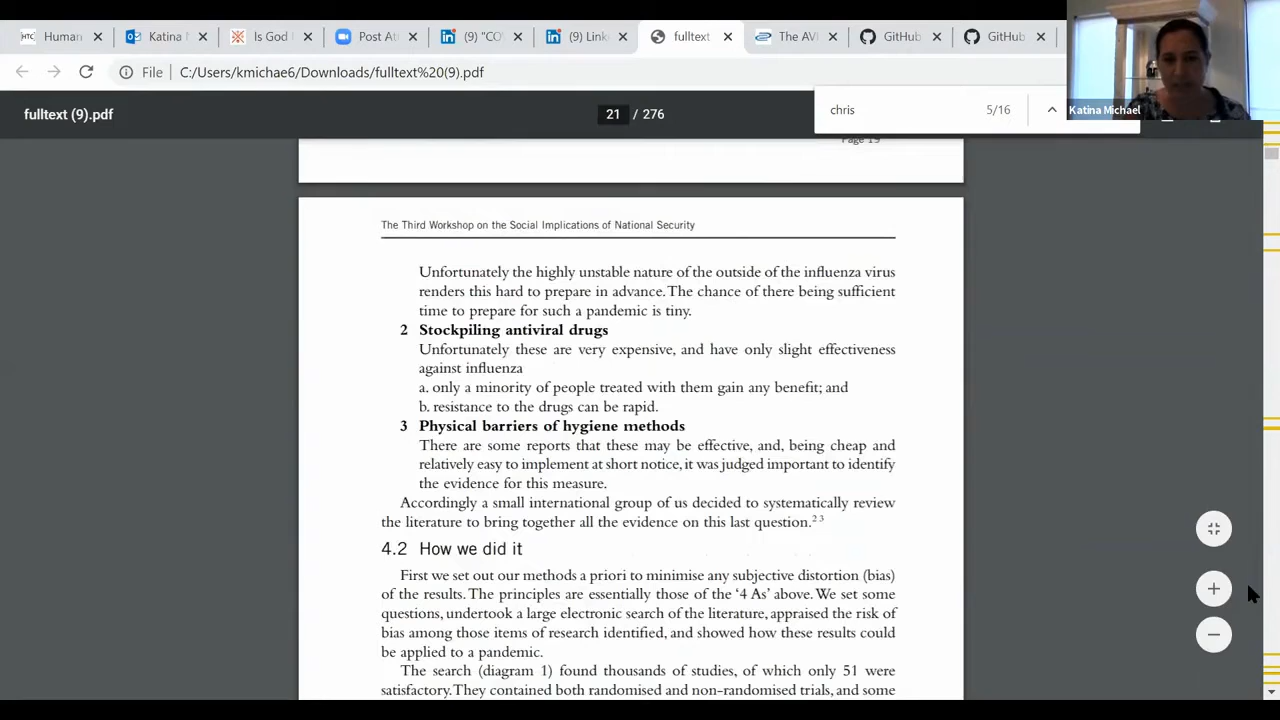 Human
Katina
Is God
Post At
(9) "CO
(9) Link
fulltext
The AVI
GitHub
GitHub
File C:/Users/kmichae6/Downloads/fulltext%20(9).pdf
fulltext (9).pdf
21 / 276
chris 5/16
Katina Michael
Page 19
The Third Workshop on the Social Implications of National Security
Unfortunately the highly unstable nature of the outside of the influenza virus
renders this hard to prepare in advance. The chance of there being sufficient
time to prepare for such a pandemic is tiny.
2 Stockpiling antiviral drugs
Unfortunately these are very expensive, and have only slight effectiveness
against influenza
a. only a minority of people treated with them gain any benefit; and
b. resistance to the drugs can be rapid.
3 Physical barriers of hygiene methods
There are some reports that these may be effective, and, being cheap and
relatively easy to implement at short notice, it was judged important to identify
the evidence for this measure.
Accordingly a small international group of us decided to systematically review
the literature to bring together all the evidence on this last question.2 3
4.2 How we did it
First we set out our methods a priori to minimise any subjective distortion (bias)
of the results. The principles are essentially those of the '4 As' above. We set some
questions, undertook a large electronic search of the literature, appraised the risk of
bias among those items of research identified, and showed how these results could
be applied to a pandemic.
The search (diagram 1) found thousands of studies, of which only 51 were
satisfactory. They contained both randomised and non-randomised trials, and some